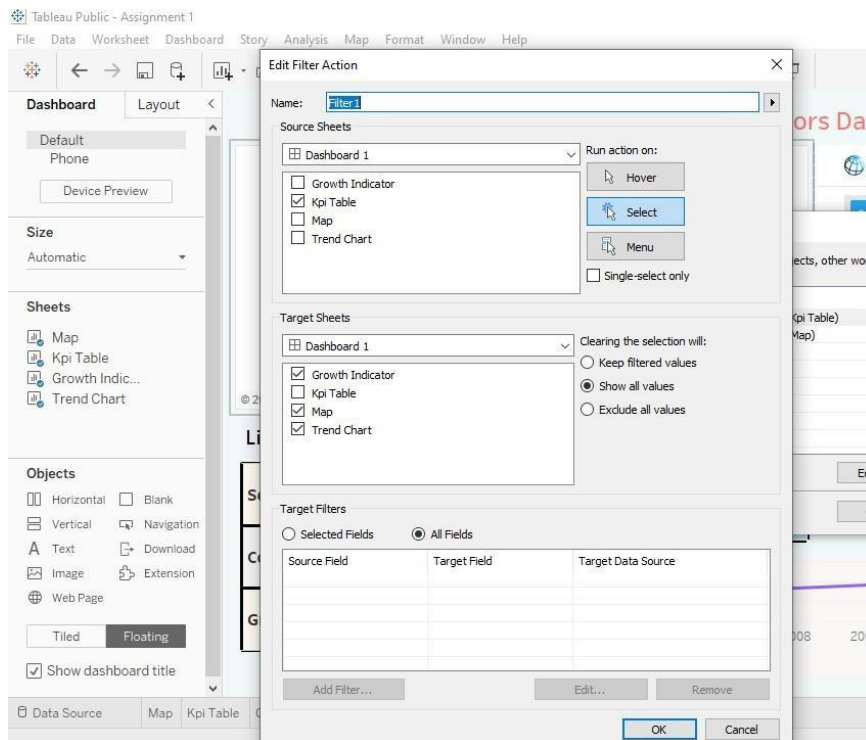 Tableau Public - Assignment 1
File Data Worksheet Dashboard Story Analysis Map Format Window Help
Edit Filter Action
Dashboard Layout
Default
Phone
Device Preview
Size
Automatic
Sheets
Map
Kpi Table
Growth Indic...
Trend Chart
Objects
Horizontal Blank
Vertical Navigation
Text Download
Image Extension
Web Page
Tiled Floating
Show dashboard title
Data Source Map Kpi Table
Name: Filter1
Source Sheets
Dashboard 1
Growth Indicator
Kpi Table
Map
Trend Chart
Run action on:
Hover
Select
Menu
Single-select only
Target Sheets
Dashboard 1
Growth Indicator
Kpi Table
Map
Trend Chart
Clearing the selection will:
Keep filtered values
Show all values
Exclude all values
Target Filters
Selected Fields All Fields
Source Field Target Field Target Data Source
Add Filter... Edit... Remove
OK Cancel
ors Da
ects, other wo
Kpi Table)
Map)
008 20
© 2
Li
Se
Co
G